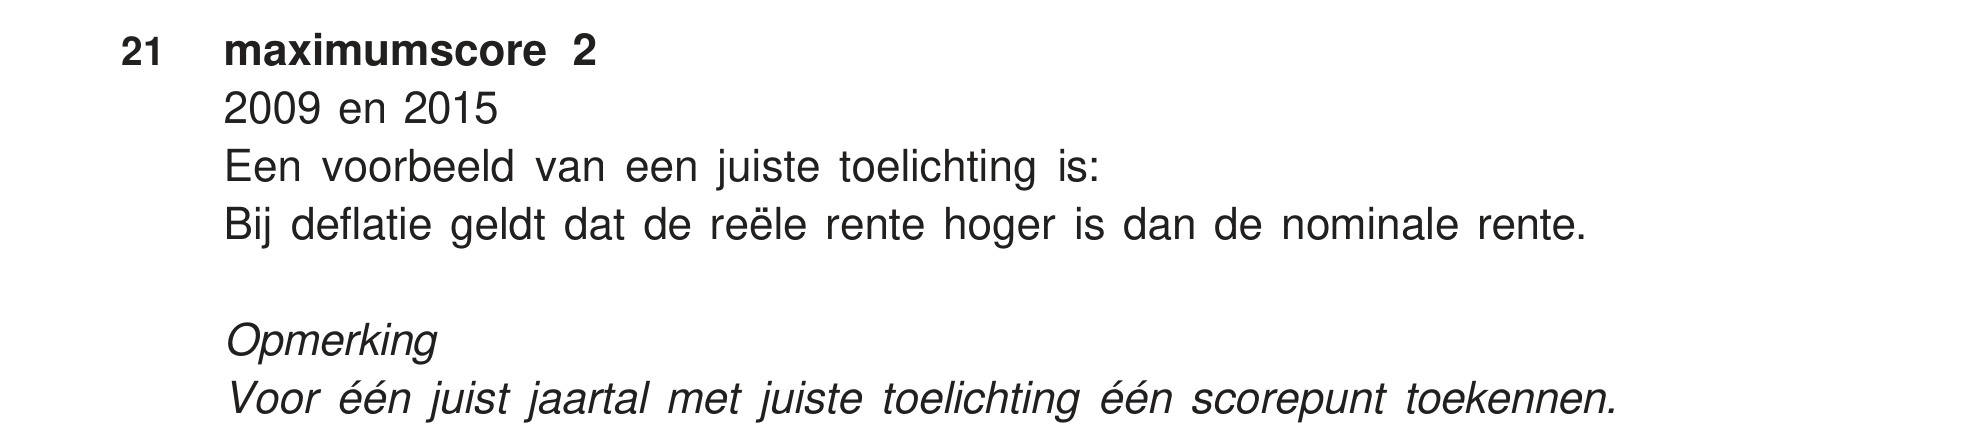 21 maximumscore 2
2009 en 2015
Een voorbeeld van een juiste toelichting is:
Bij deflatie geldt dat de reële rente hoger is dan de nominale rente.
Opmerking
Voor één juist jaartal met juiste toelichting één scorepunt toekennen.